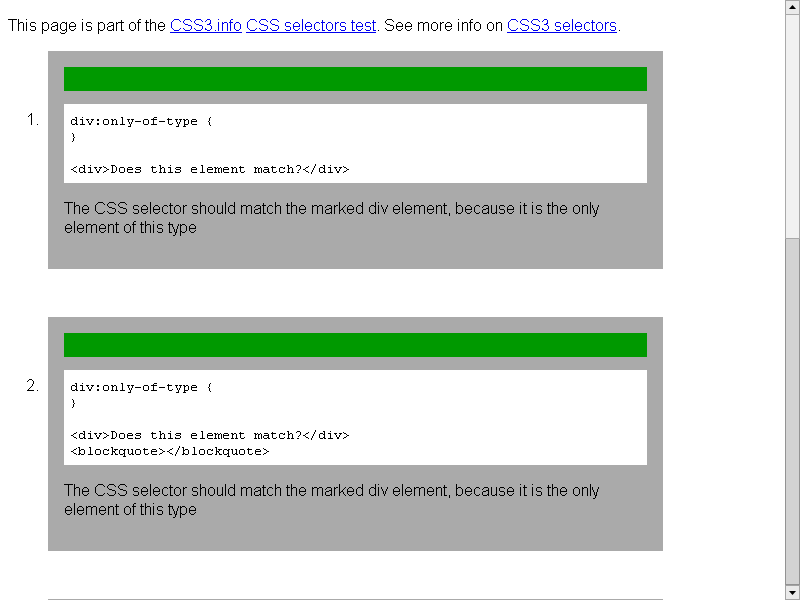 This page is part of the CSS3.info CSS selectors test. See more info on CSS3 selectors.
1.
div:only-of-type {
}
<div>Does this element match?</div>
The CSS selector should match the marked div element, because it is the only
element of this type
2.
div:only-of-type {
}
<div>Does this element match?</div>
<blockquote></blockquote>
The CSS selector should match the marked div element, because it is the only
element of this type